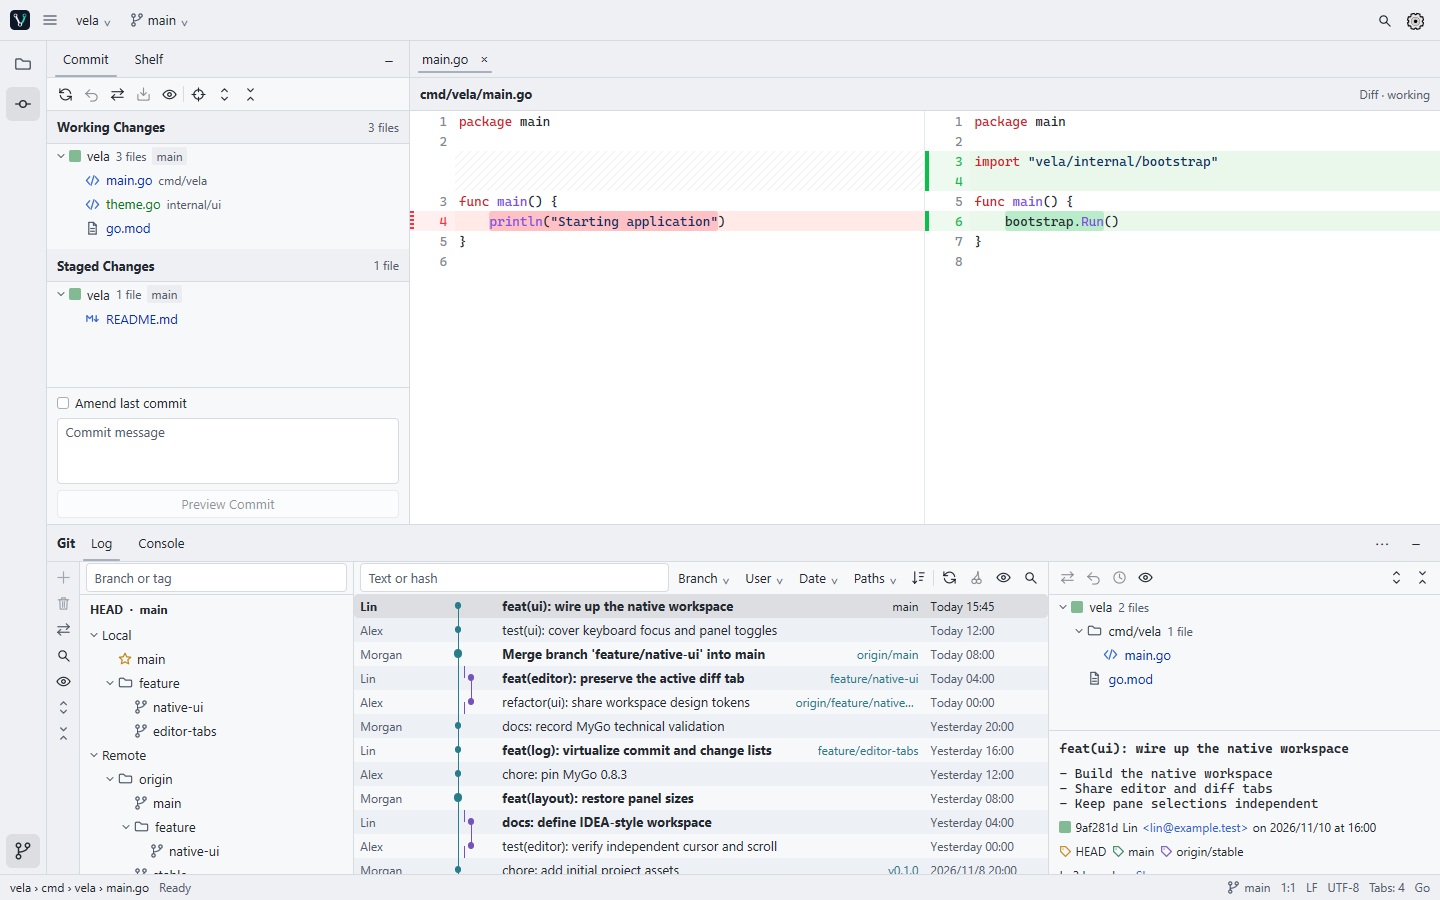 vela
main
Commit
Shelf
main.go
cmd/vela/main.go
Diff · working
Working Changes
3 files
vela 3 files main
main.go cmd/vela
theme.go internal/ui
go.mod
Staged Changes
1 file
vela 1 file main
README.md
Amend last commit
Commit message
Preview Commit
1 package main
2
3 func main() {
4 println("Starting application")
5 }
6
1 package main
2
3 import "vela/internal/bootstrap"
4
5 func main() {
6 bootstrap.Run()
7 }
8
Git
Log
Console
Branch or tag
HEAD · main
Local
main
feature
native-ui
editor-tabs
Remote
origin
main
feature
native-ui
Text or hash
Branch
User
Date
Paths
Lin feat(ui): wire up the native workspace main Today 15:45
Alex test(ui): cover keyboard focus and panel toggles Today 12:00
Morgan Merge branch 'feature/native-ui' into main origin/main Today 08:00
Lin feat(editor): preserve the active diff tab feature/native-ui Today 04:00
Alex refactor(ui): share workspace design tokens origin/feature/native... Today 00:00
Morgan docs: record MyGo technical validation Yesterday 20:00
Lin feat(log): virtualize commit and change lists feature/editor-tabs Yesterday 16:00
Alex chore: pin MyGo 0.8.3 Yesterday 12:00
Morgan feat(layout): restore panel sizes Yesterday 08:00
Lin docs: define IDEA-style workspace Yesterday 04:00
Alex test(editor): verify independent cursor and scroll Yesterday 00:00
Morgan chore: add initial project assets v0.1.0 2026/11/8 20:00
vela 2 files
cmd/vela 1 file
main.go
go.mod
feat(ui): wire up the native workspace
- Build the native workspace
- Share editor and diff tabs
- Keep pane selections independent
9af281d Lin <lin@example.test> on 2026/11/10 at 16:00
HEAD main origin/stable
vela › cmd › vela › main.go Ready
main 1:1 LF UTF-8 Tabs: 4 Go